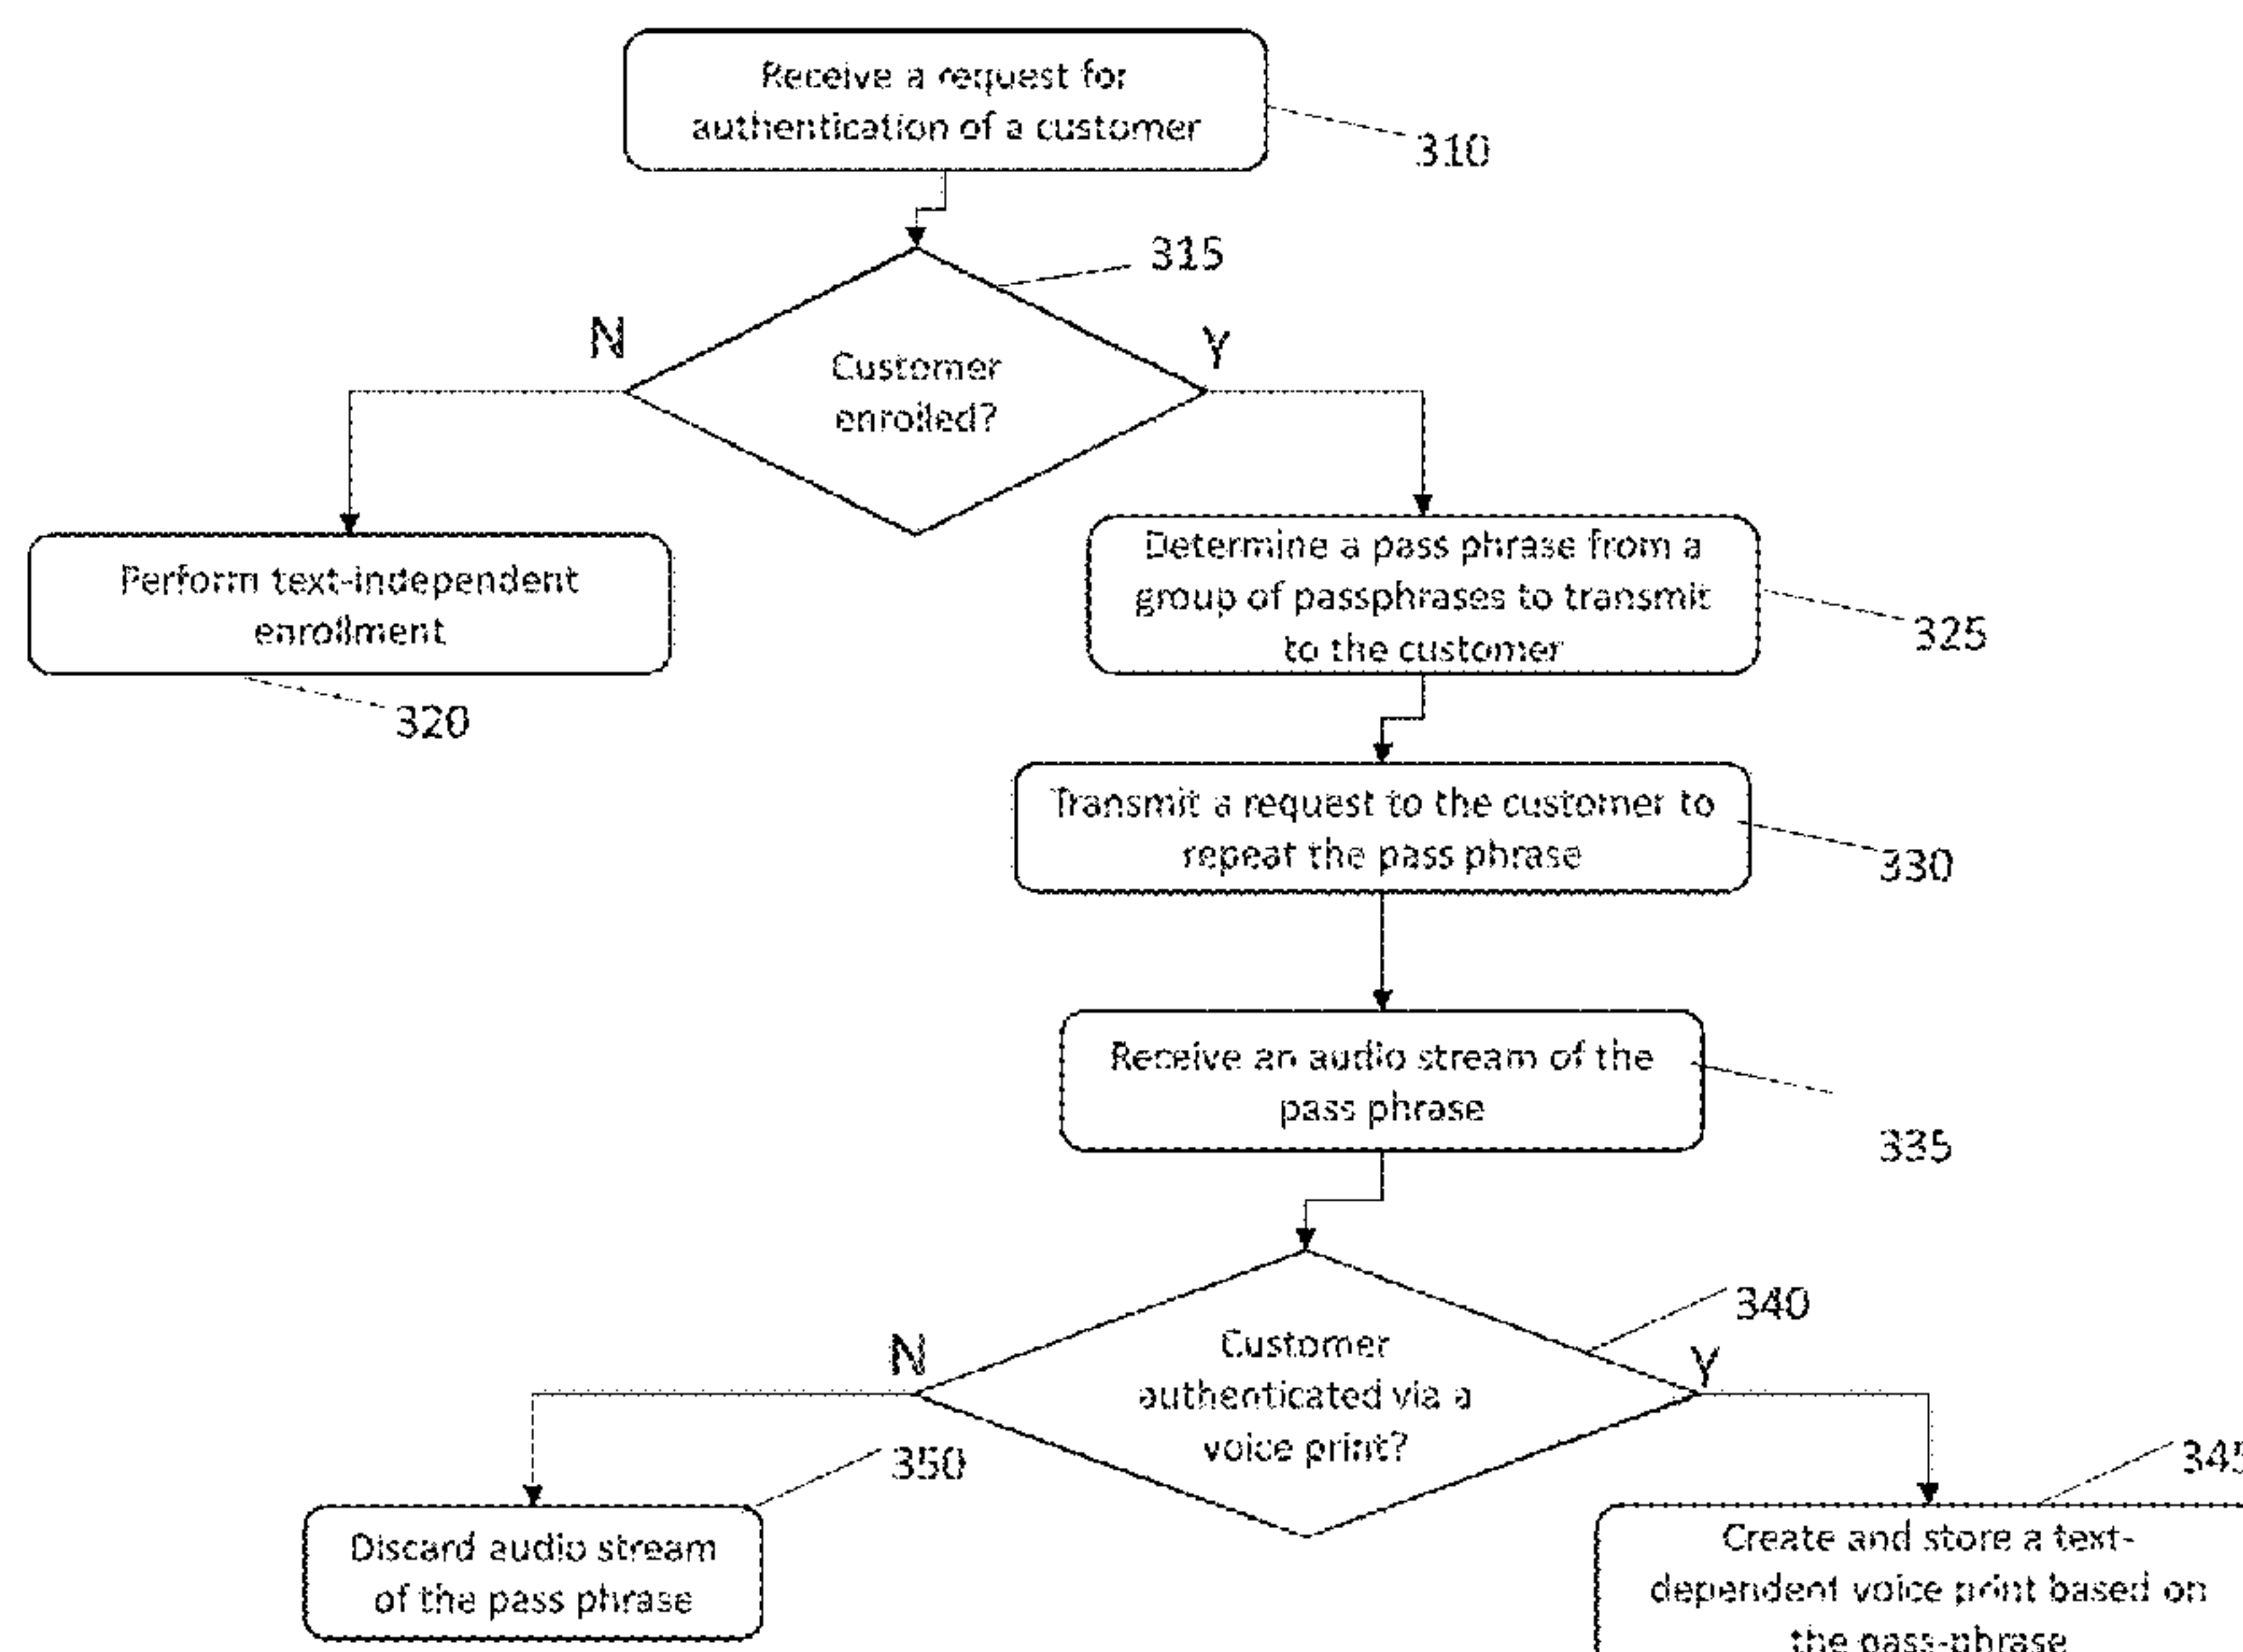 Receive a request for
authentication of a customer
310
315
N
Y
Customer
enrolled?
Perform text-independent
enrollment
320
Determine a pass phrase from a
group of passphrases to transmit
to the customer
325
Transmit a request to the customer to
repeat the pass phrase
330
Receive an audio stream of the
pass phrase
335
340
N
Y
Customer
authenticated via a
voice print?
350
345
Discard audio stream
of the pass phrase
Create and store a text-
dependent voice print based on
the pass-phrase